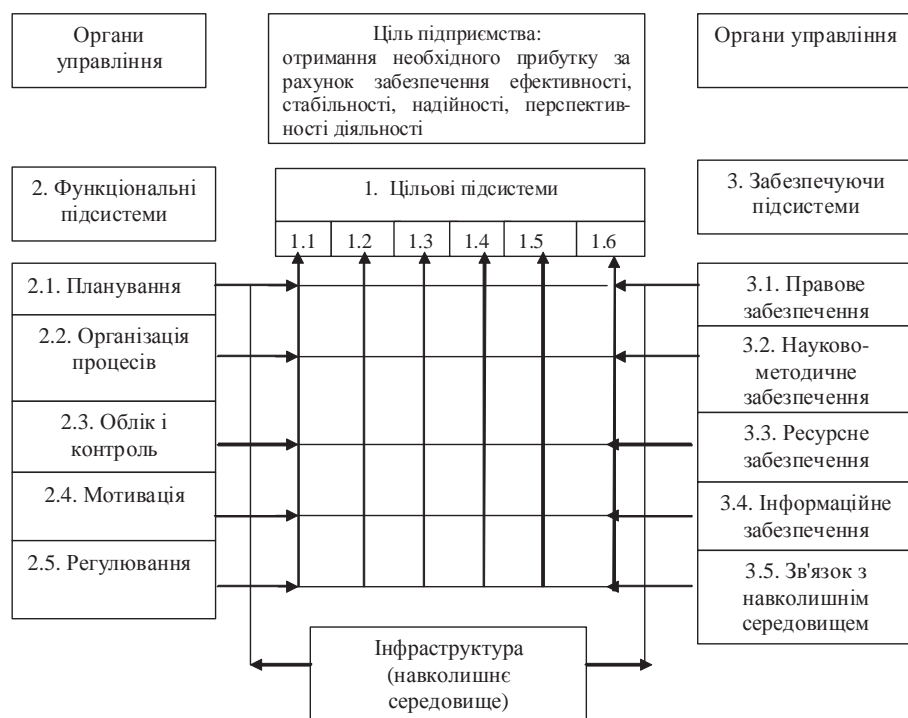 Органи
управління
Ціль підприємства:
отримання необхідного прибутку за
рахунок забезпечення ефективності,
стабільності, надійності, перспектив-
ності діяльності
Органи управління
2. Функціональні
підсистеми
1. Цільові підсистеми
3. Забезпечуючи
підсистеми
1.1 1.2 1.3 1.4 1.5 1.6
2.1. Планування
2.2. Організація
процесів
2.3. Облік і
контроль
2.4. Мотивація
2.5. Регулювання
3.1. Правове
забезпечення
3.2. Науково-
методичне
забезпечення
3.3. Ресурсне
забезпечення
3.4. Інформаційне
забезпечення
3.5. Зв'язок з
навколишнім
середовищем
Інфраструктура
(навколишнє
середовище)